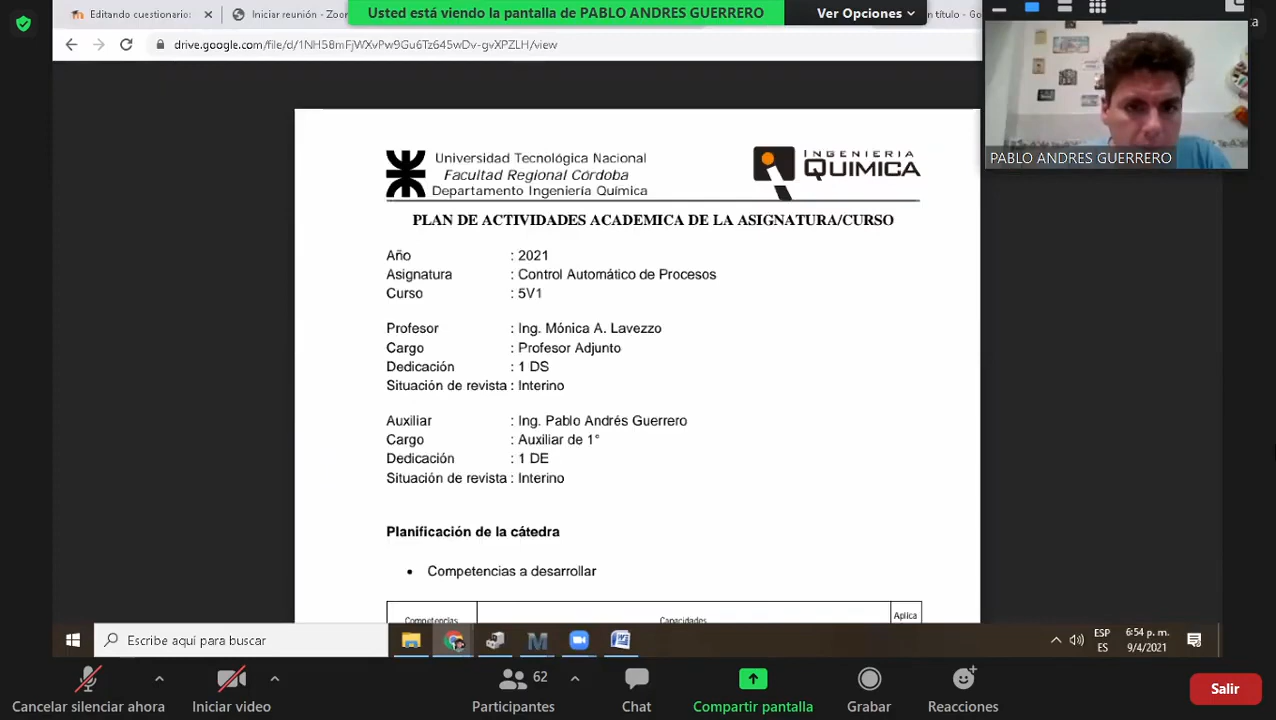 Editando cuestionario:
Iniciar reunión - Zoo
Usted está viendo la pantalla de PABLO ANDRES GUERRERO
Ver Opciones
n título - Go
drive.google.com/file/d/1NH58mFjWXvPw9Gu6Tz645wDv-gvXPZLH/view
PABLO ANDRES GUERRERO
Universidad Tecnológica Nacional
Facultad Regional Córdoba
Departamento Ingeniería Química
INGENIERIA
QUIMICA
PLAN DE ACTIVIDADES ACADEMICA DE LA ASIGNATURA/CURSO
Año : 2021
Asignatura : Control Automático de Procesos
Curso : 5V1
Profesor : Ing. Mónica A. Lavezzo
Cargo : Profesor Adjunto
Dedicación : 1 DS
Situación de revista : Interino
Auxiliar : Ing. Pablo Andrés Guerrero
Cargo : Auxiliar de 1°
Dedicación : 1 DE
Situación de revista : Interino
Planificación de la cátedra
• Competencias a desarrollar
Competencias Capacidades Aplica
Escribe aquí para buscar
ESP
ES
6:54 p. m.
9/4/2021
62
Cancelar silenciar ahora
Iniciar video
Participantes
Chat
Compartir pantalla
Grabar
Reacciones
Salir